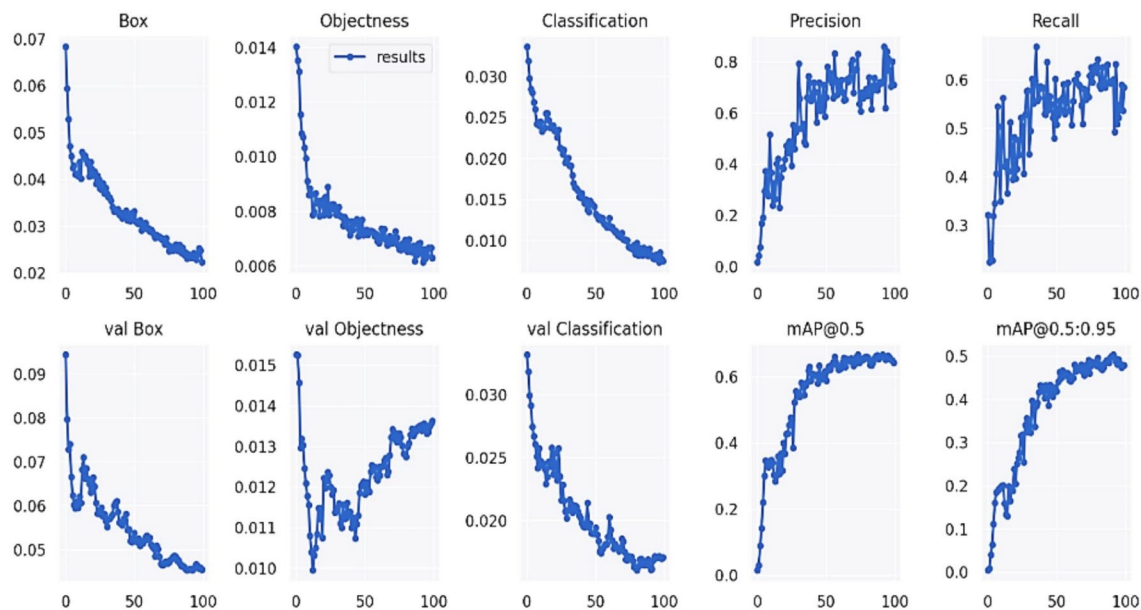 Box Objectness Classification Precision Recall
0.07 0.06 0.05 0.04 0.03 0.02
0 50 100
0.014 0.012 0.010 0.008 0.006
results
0 50 100
0.030 0.025 0.020 0.015 0.010
0 50 100
0.8 0.6 0.4 0.2 0.0
0 50 100
0.6 0.5 0.4 0.3
0 50 100
val Box val Objectness val Classification mAP@0.5 mAP@0.5:0.95
0.09 0.08 0.07 0.06 0.05
0 50 100
0.015 0.014 0.013 0.012 0.011 0.010
0 50 100
0.030 0.025 0.020
0 50 100
0.6 0.4 0.2 0.0
0 50 100
0.5 0.4 0.3 0.2 0.1 0.0
0 50 100